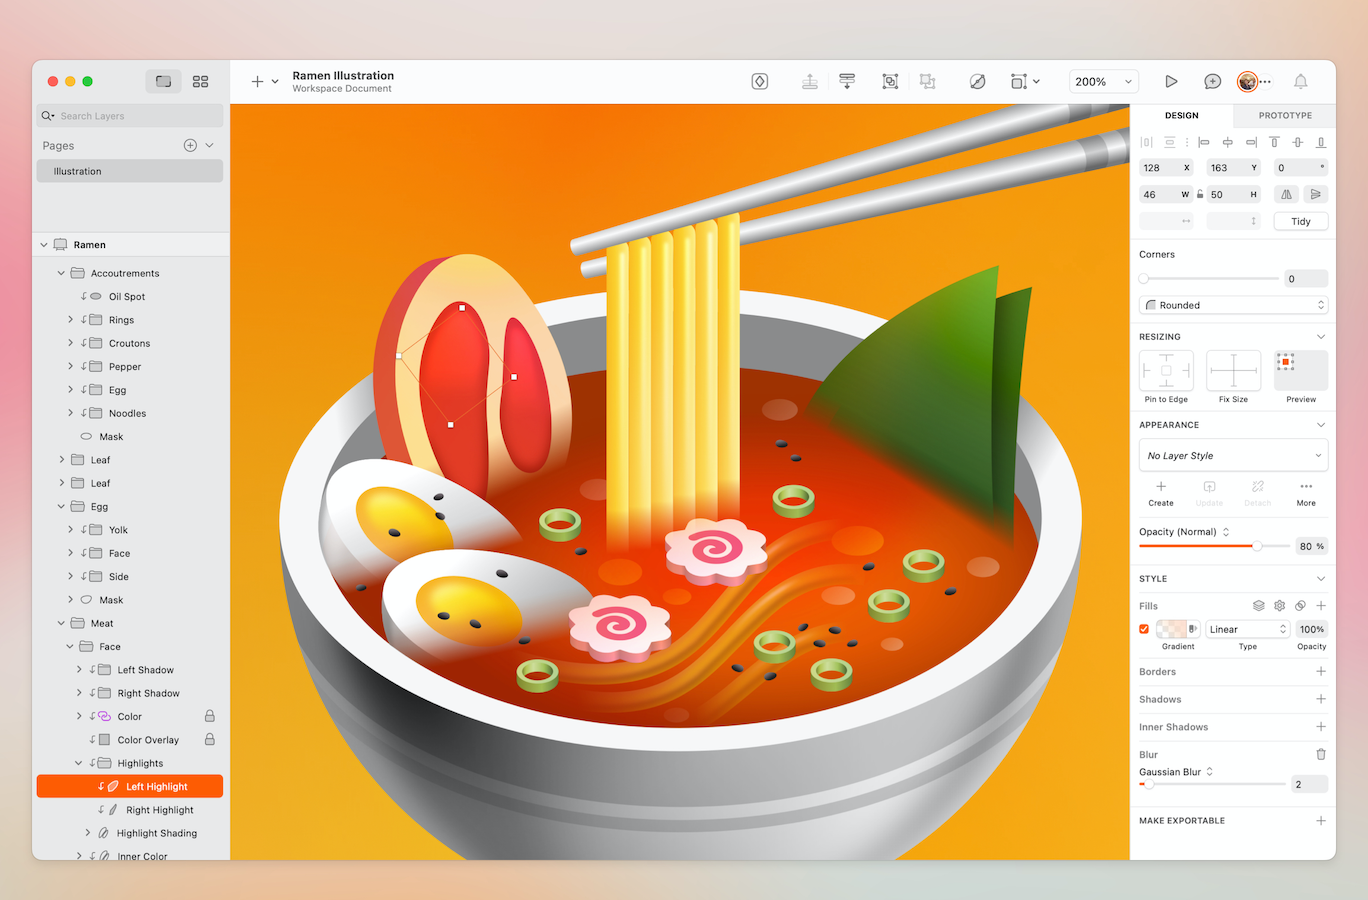 Ramen Illustration
Workspace Document
200%
Search Layers
Pages
Illustration
Ramen
Accoutrements
Oil Spot
Rings
Croutons
Pepper
Egg
Noodles
Mask
Leaf
Leaf
Egg
Yolk
Face
Side
Mask
Meat
Face
Left Shadow
Right Shadow
Color
Color Overlay
Highlights
Left Highlight
Right Highlight
Highlight Shading
Inner Color
DESIGN PROTOTYPE
128 X 163 Y 0 °
46 W 50 H
Tidy
Corners
0
Rounded
RESIZING
Pin to Edge Fix Size Preview
APPEARANCE
No Layer Style
Create Update Detach More
Opacity (Normal)
80 %
STYLE
Fills
Linear 100%
Gradient Type Opacity
Borders
Shadows
Inner Shadows
Blur
Gaussian Blur
2
MAKE EXPORTABLE